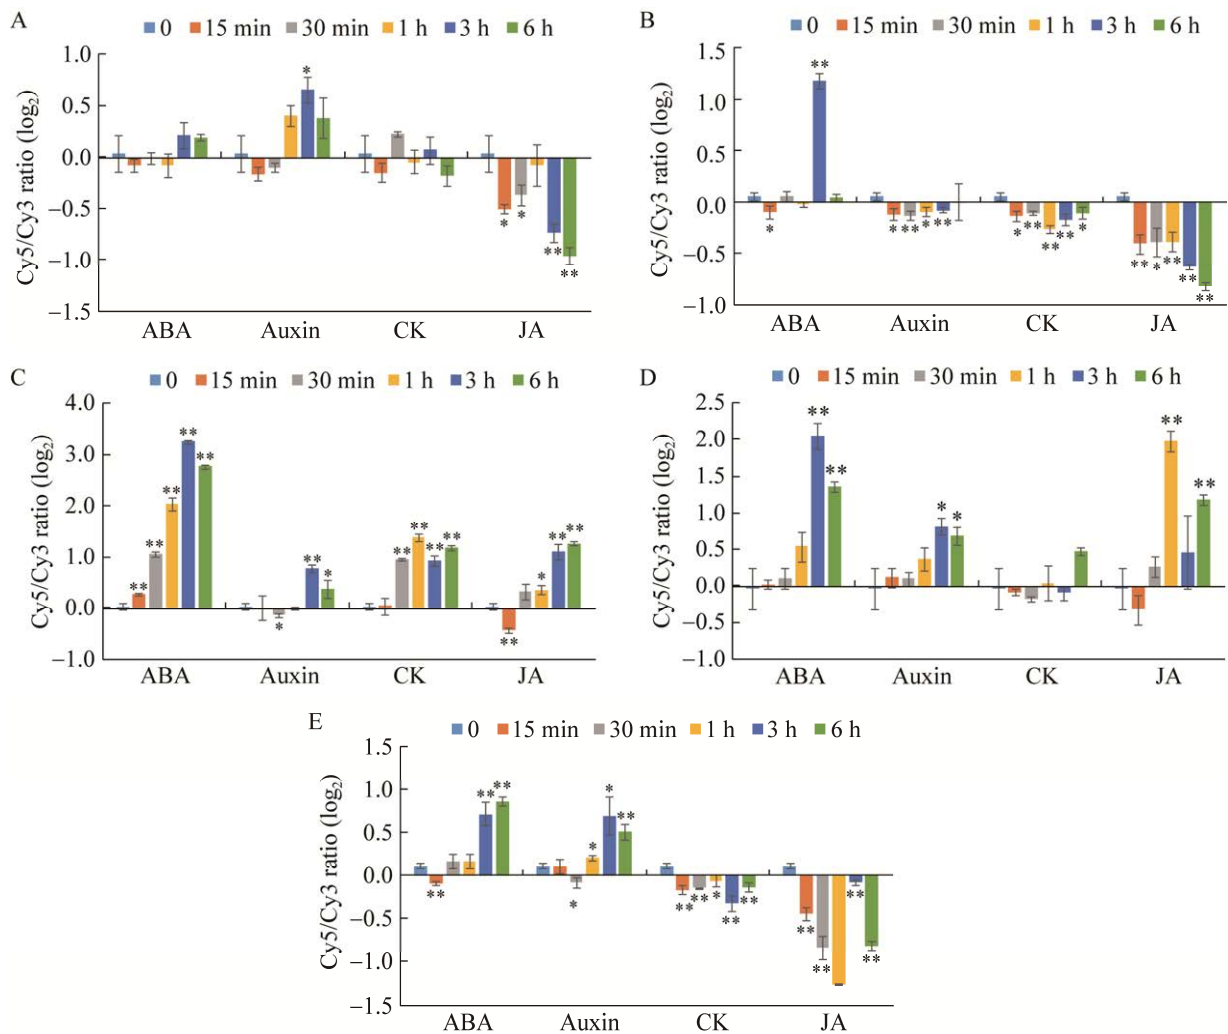 A
0 15 min 30 min 1 h 3 h 6 h
Cy5/Cy3 ratio (log2)
1.0
0.5
0.0
–0.5
–1.0
–1.5
*
*
*
**
**
ABA Auxin CK JA
B
0 15 min 30 min 1 h 3 h 6 h
Cy5/Cy3 ratio (log2)
1.5
1.0
0.5
0.0
–0.5
–1.0
**
*
** ** * **
* ** ** ** *
** * ** ** **
ABA Auxin CK JA
C
0 15 min 30 min 1 h 3 h 6 h
Cy5/Cy3 ratio (log2)
4.0
3.0
2.0
1.0
0.0
–1.0
** ** ** ** **
* ** *
** ** ** **
** * ** **
ABA Auxin CK JA
D
0 15 min 30 min 1 h 3 h 6 h
Cy5/Cy3 ratio (log2)
2.5
2.0
1.5
1.0
0.5
0.0
–0.5
–1.0
** **
* *
** **
ABA Auxin CK JA
E
0 15 min 30 min 1 h 3 h 6 h
Cy5/Cy3 ratio (log2)
1.5
1.0
0.5
0.0
–0.5
–1.0
–1.5
** ** **
* * * **
** ** * ** **
** ** ** **
ABA Auxin CK JA